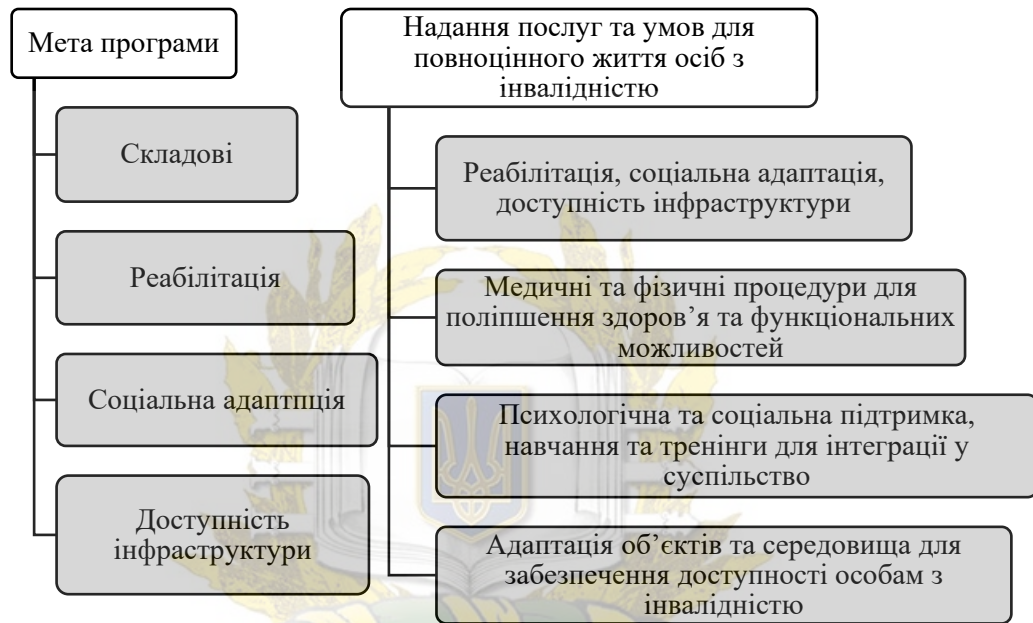 Мета програми
Складові
Реабілітація
Соціальна адаптпція
Доступність
інфраструктури
Надання послуг та умов для
повноцінного життя осіб з
інвалідністю
Реабілітація, соціальна адаптація,
доступність інфраструктури
Медичні та фізичні процедури для
поліпшення здоров’я та функціональних
можливостей
Психологічна та соціальна підтримка,
навчання та тренінги для інтеграції у
суспільство
Адаптація об’єктів та середовища для
забезпечення доступності особам з
інвалідністю